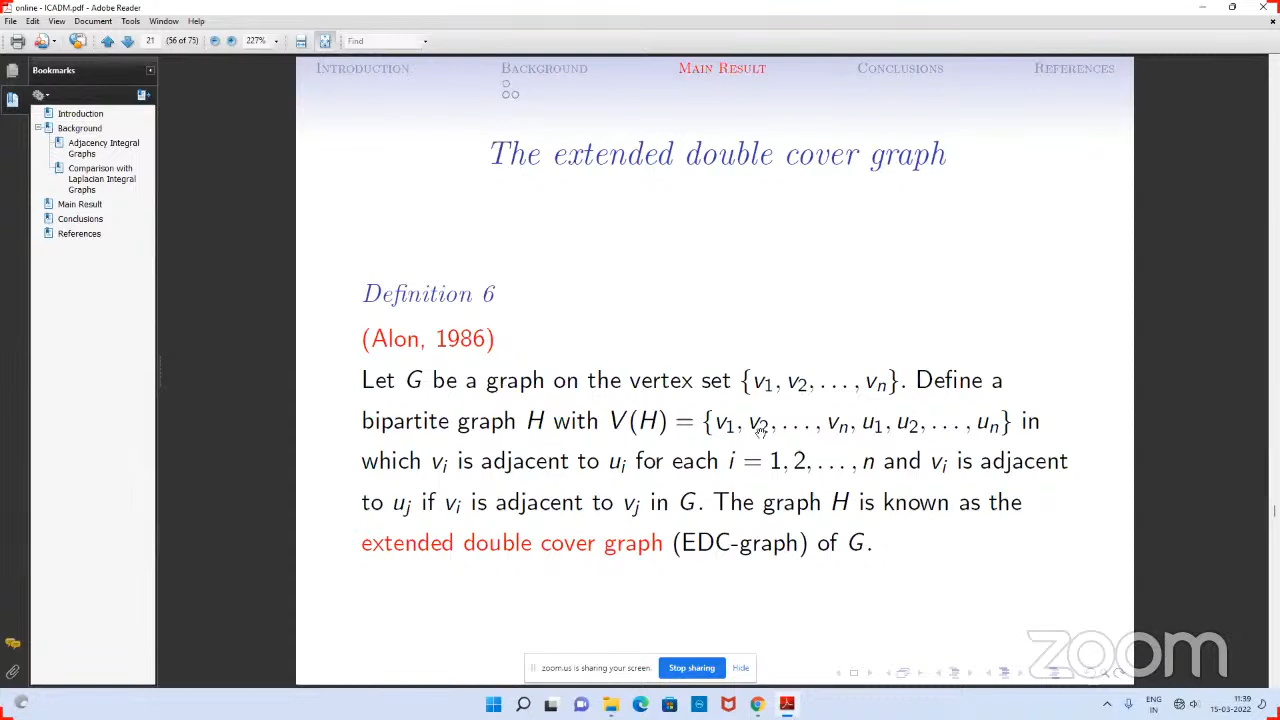 online - ICADM.pdf - Adobe Reader
File Edit View Document Tools Window Help
21 (56 of 75) 227% Find
Bookmarks
Introduction
Background
Adjacency Integral
Graphs
Comparison with
Laplacian Integral
Graphs
Main Result
Conclusions
References
INTRODUCTION BACKGROUND MAIN RESULT CONCLUSIONS REFERENCES
The extended double cover graph
Definition 6
(Alon, 1986)
Let G be a graph on the vertex set {v₁, v₂, . . . , vₙ}. Define a
bipartite graph H with V(H) = {v₁, v₂, . . . , vₙ, u₁, u₂, . . . , uₙ} in
which vᵢ is adjacent to uᵢ for each i = 1, 2, . . . , n and vᵢ is adjacent
to uⱼ if vᵢ is adjacent to vⱼ in G. The graph H is known as the
extended double cover graph (EDC-graph) of G.
zoom
zoom.us is sharing your screen. Stop sharing Hide
ENG
IN
11:39
15-03-2022